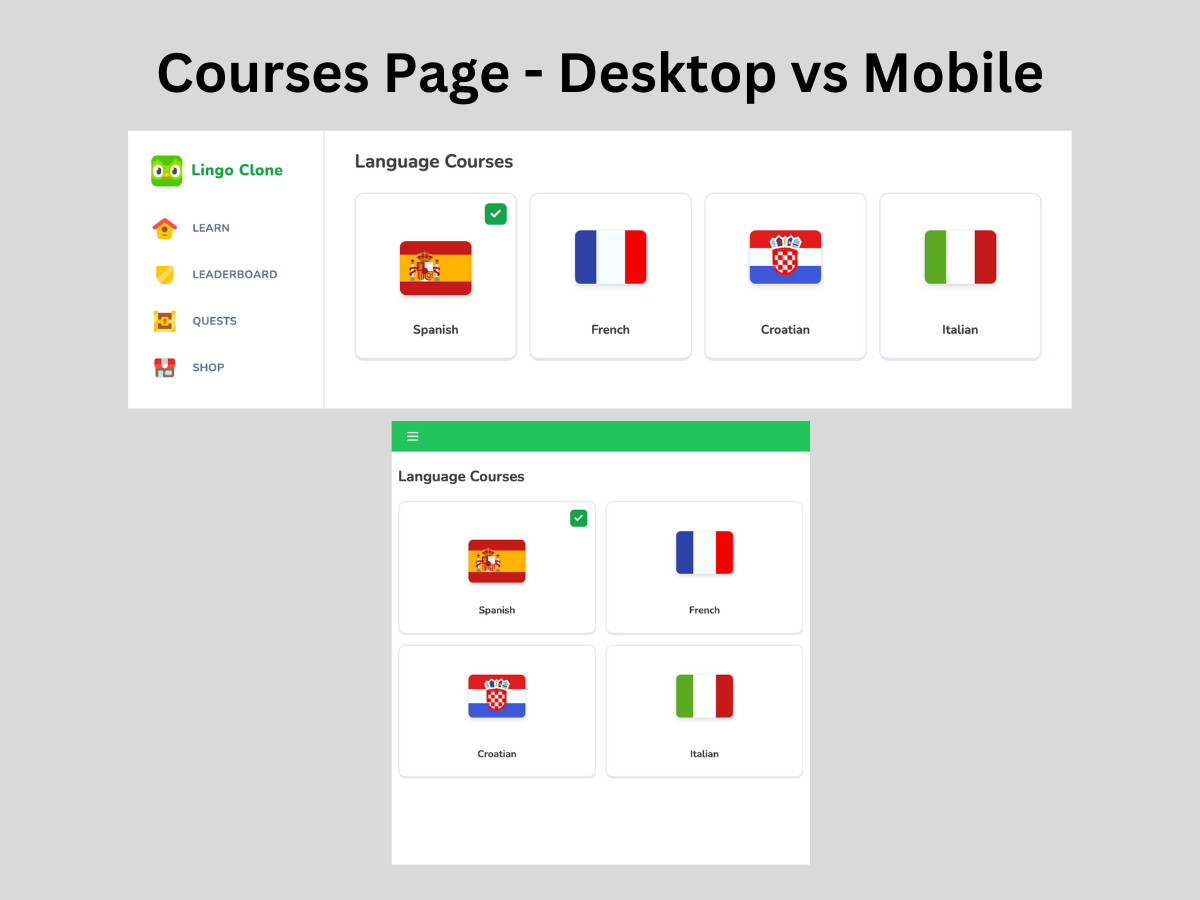 Courses Page - Desktop vs Mobile
Lingo Clone
LEARN
LEADERBOARD
QUESTS
SHOP
Language Courses
Spanish
French
Croatian
Italian
Language Courses
Spanish
French
Croatian
Italian